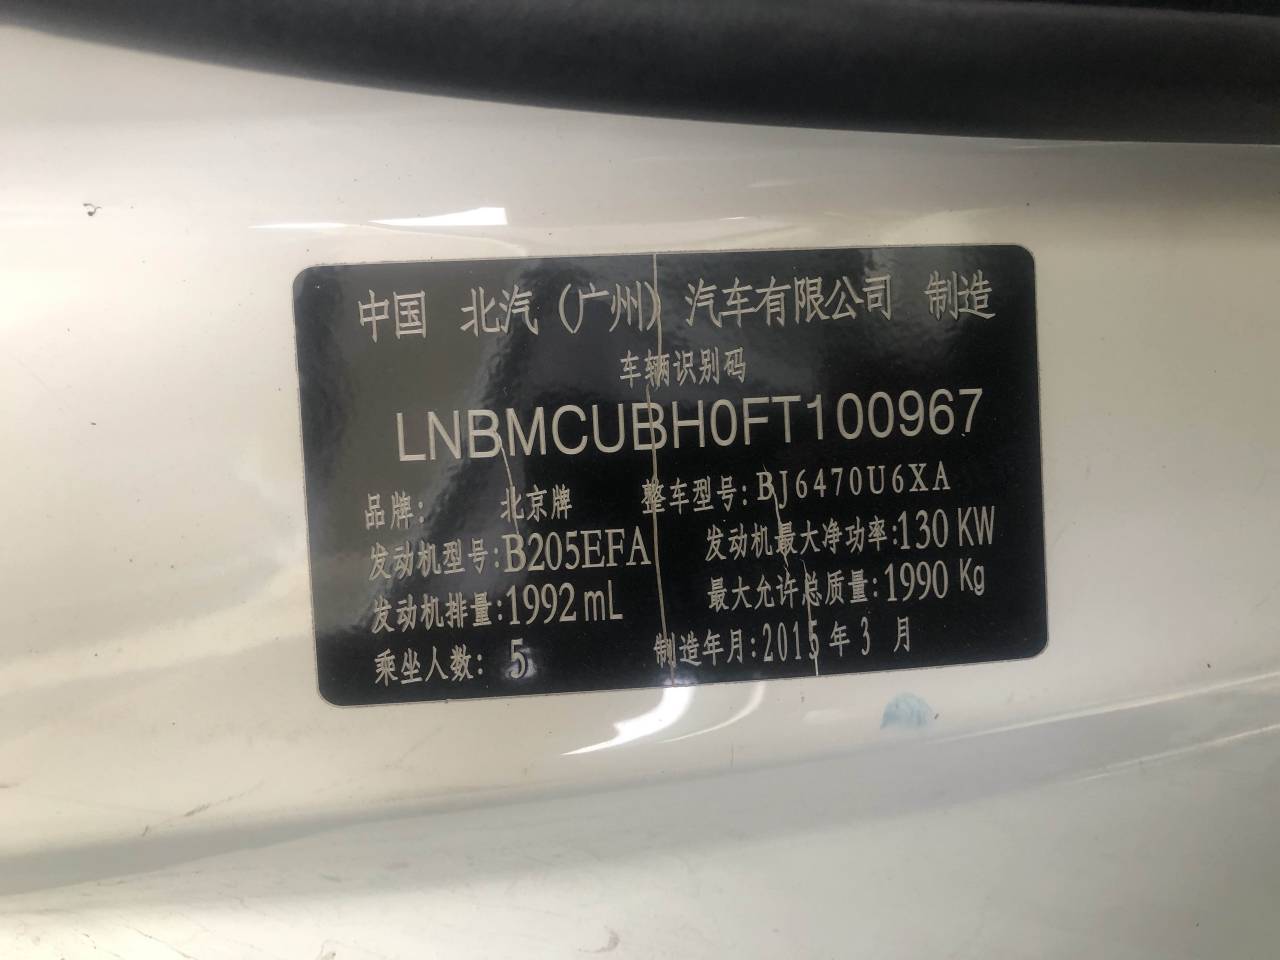 中国 北汽（广州）汽车有限公司 制造
车辆识别码
LNBMCUBH0FT100967
品牌： 北京牌 整车型号：BJ6470U6XA
发动机型号：B205EFA 发动机最大净功率：130 KW
发动机排量：1992 mL 最大允许总质量：1990 Kg
乘坐人数：5 制造年月：2015 年 3 月